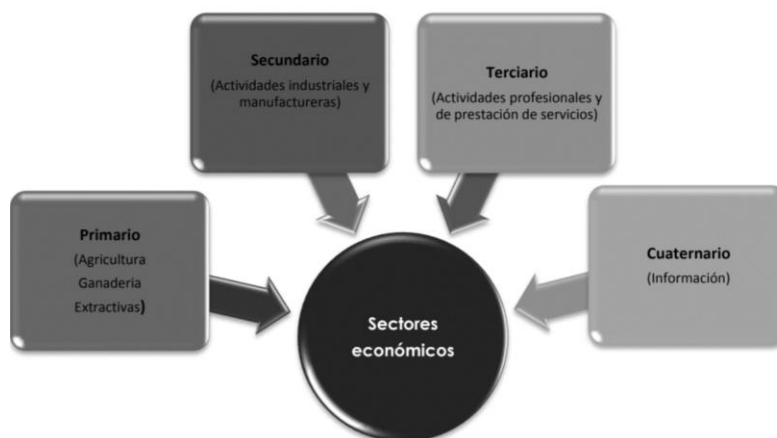 Secundario
(Actividades industriales y
manufactureras)
Terciario
(Actividades profesionales y
de prestación de servicios)
Primario
(Agricultura
Ganaderia
Extractivas)
Cuaternario
(Información)
Sectores
económicos